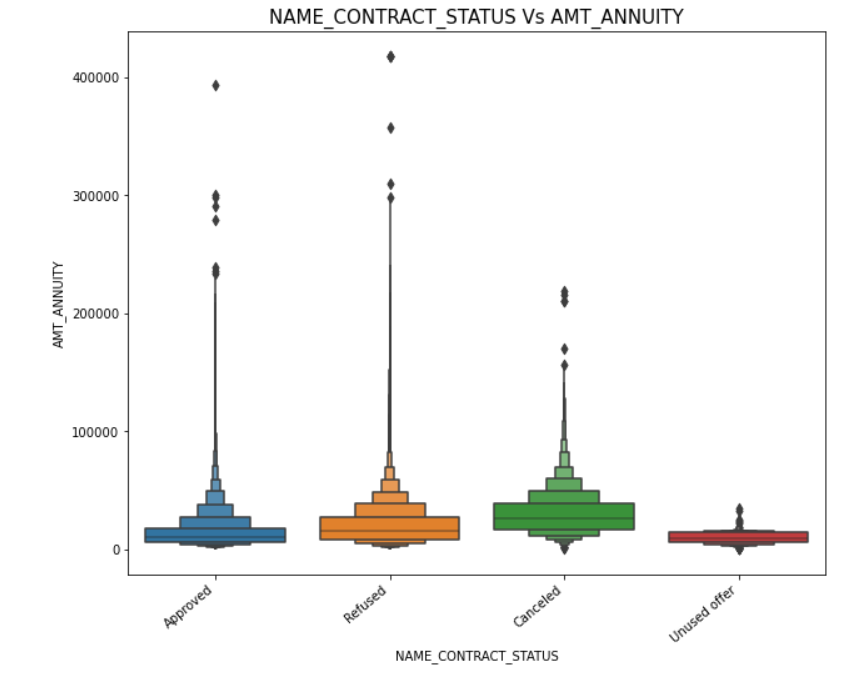 NAME_CONTRACT_STATUS Vs AMT_ANNUITY
400000
300000
200000
100000
0
AMT_ANNUITY
Approved
Refused
Canceled
Unused offer
NAME_CONTRACT_STATUS